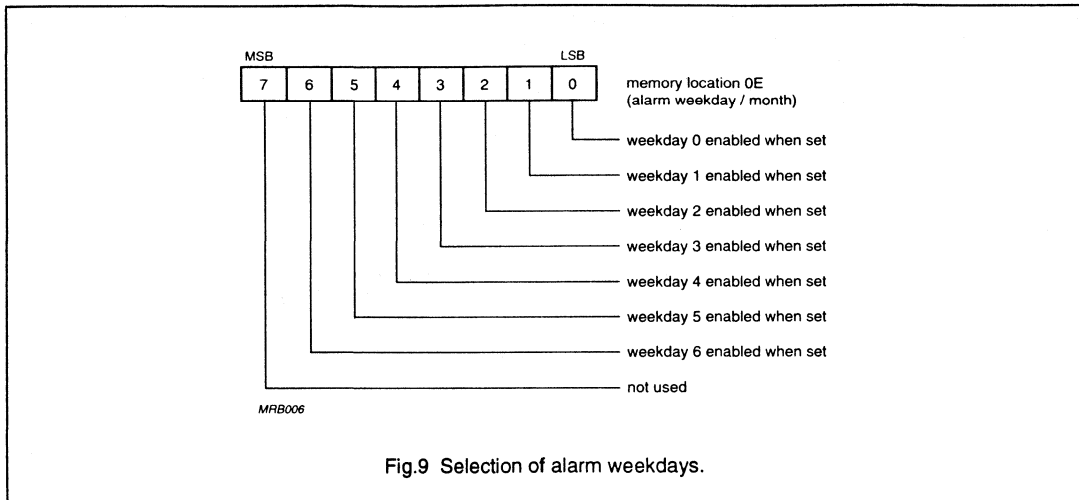 MSB LSB
7 6 5 4 3 2 1 0
memory location 0E
(alarm weekday / month)
weekday 0 enabled when set
weekday 1 enabled when set
weekday 2 enabled when set
weekday 3 enabled when set
weekday 4 enabled when set
weekday 5 enabled when set
weekday 6 enabled when set
not used
MRB006
Fig.9 Selection of alarm weekdays.